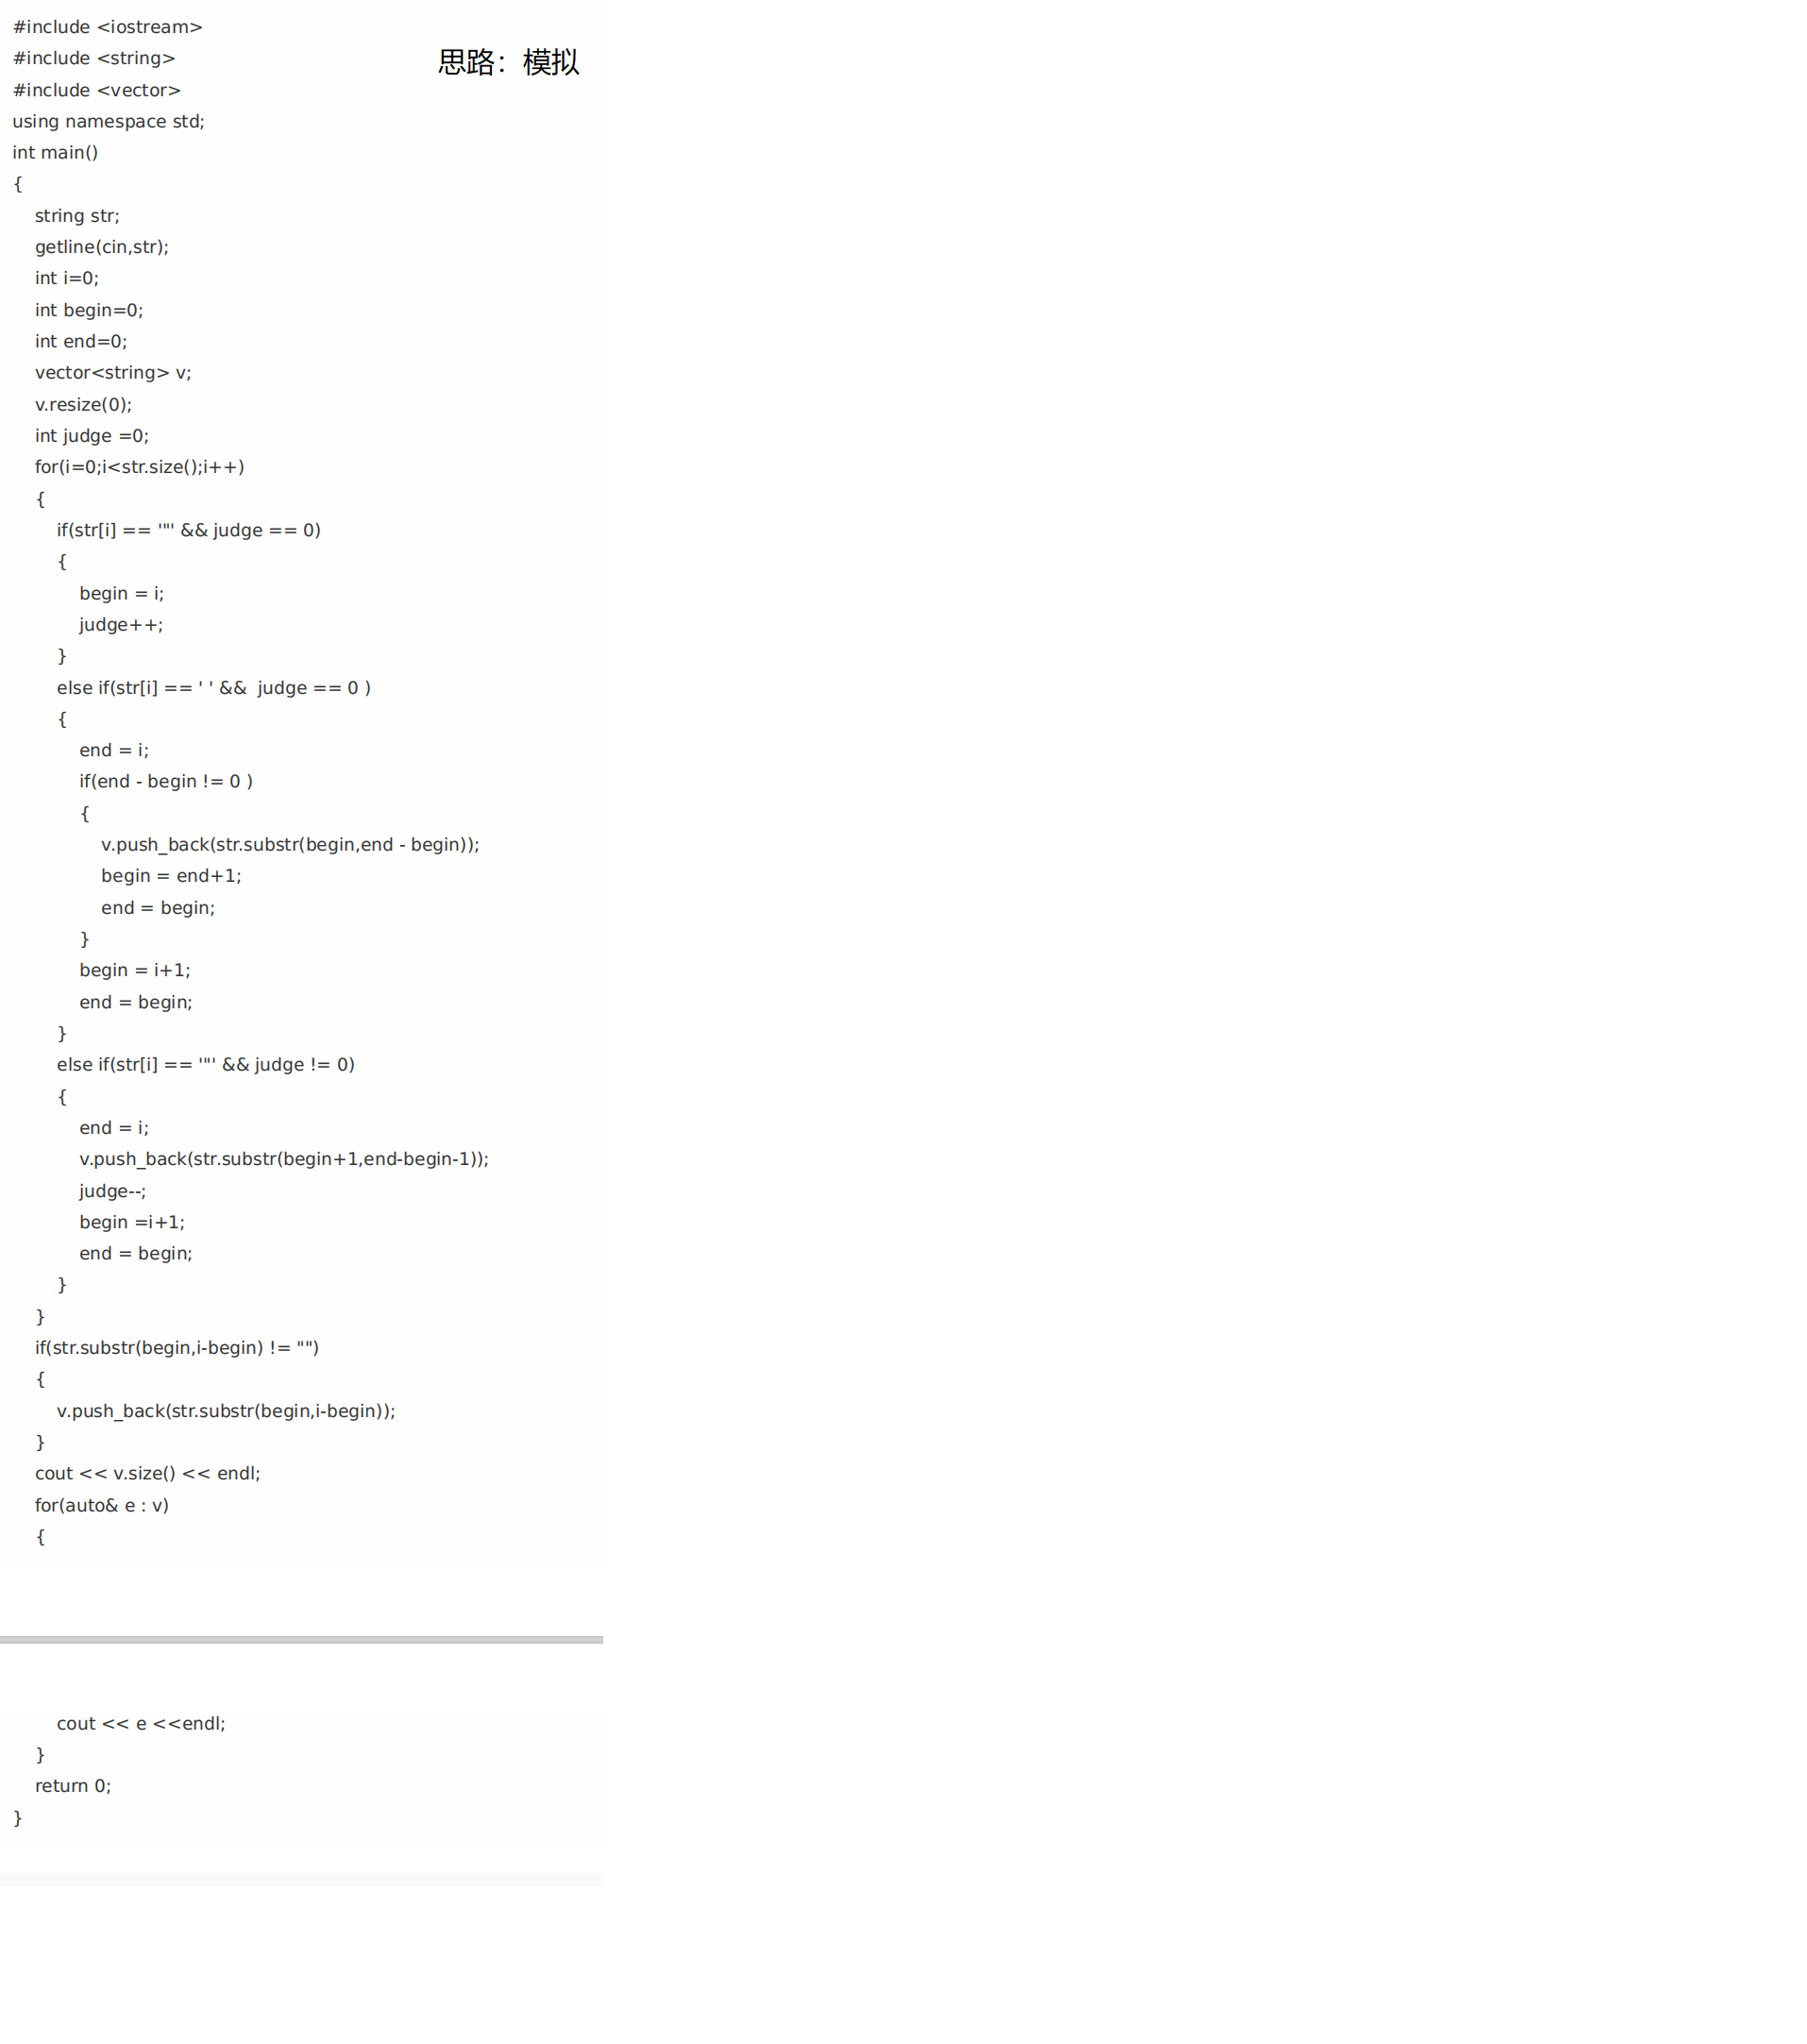 #include <iostream>
#include <string>
思路：模拟
#include <vector>
using namespace std;
int main()
{
    string str;
    getline(cin,str);
    int i=0;
    int begin=0;
    int end=0;
    vector<string> v;
    v.resize(0);
    int judge =0;
    for(i=0;i<str.size();i++)
    {
        if(str[i] == '"' && judge == 0)
        {
            begin = i;
            judge++;
        }
        else if(str[i] == ' ' &&  judge == 0 )
        {
            end = i;
            if(end - begin != 0 )
            {
                v.push_back(str.substr(begin,end - begin));
                begin = end+1;
                end = begin;
            }
            begin = i+1;
            end = begin;
        }
        else if(str[i] == '"' && judge != 0)
        {
            end = i;
            v.push_back(str.substr(begin+1,end-begin-1));
            judge--;
            begin =i+1;
            end = begin;
        }
    }
    if(str.substr(begin,i-begin) != "")
    {
        v.push_back(str.substr(begin,i-begin));
    }
    cout << v.size() << endl;
    for(auto& e : v)
    {
        cout << e <<endl;
    }
    return 0;
}